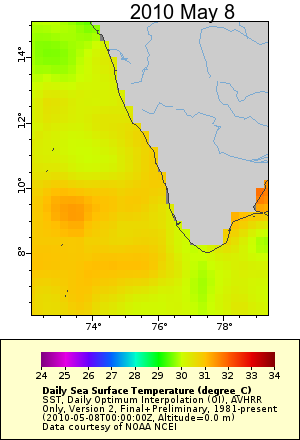 2010 May 8
14°
12°
10°
8°
74°
76°
78°
24 25 26 27 28 29 30 31 32 33 34
Daily Sea Surface Temperature (degree_C)
SST, Daily Optimum Interpolation (OI), AVHRR
Only, Version 2, Final+Preliminary, 1981-present
(2010-05-08T00:00:00Z, Altitude=0.0 m)
Data courtesy of NOAA NCEI